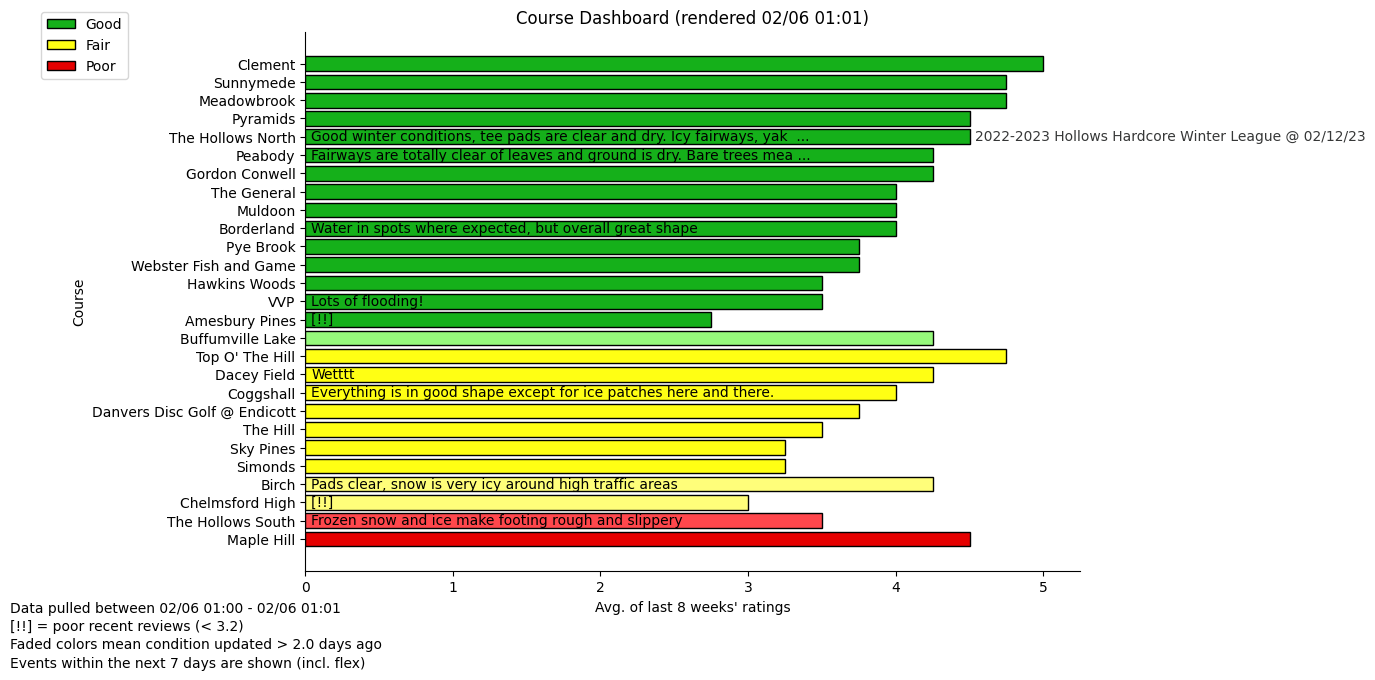 Course Dashboard (rendered 02/06 01:01)
Good
Fair
Poor
Course
Clement
Sunnymede
Meadowbrook
Pyramids
The Hollows North Good winter conditions, tee pads are clear and dry. Icy fairways, yak  ... 2022-2023 Hollows Hardcore Winter League @ 02/12/23
Peabody Fairways are totally clear of leaves and ground is dry. Bare trees mea ...
Gordon Conwell
The General
Muldoon
Borderland Water in spots where expected, but overall great shape
Pye Brook
Webster Fish and Game
Hawkins Woods
VVP Lots of flooding!
Amesbury Pines [!!]
Buffumville Lake
Top O' The Hill
Dacey Field Wetttt
Coggshall Everything is in good shape except for ice patches here and there.
Danvers Disc Golf @ Endicott
The Hill
Sky Pines
Simonds
Birch Pads clear, snow is very icy around high traffic areas
Chelmsford High [!!]
The Hollows South Frozen snow and ice make footing rough and slippery
Maple Hill
0 1 2 3 4 5
Avg. of last 8 weeks' ratings
Data pulled between 02/06 01:00 - 02/06 01:01
[!!] = poor recent reviews (< 3.2)
Faded colors mean condition updated > 2.0 days ago
Events within the next 7 days are shown (incl. flex)